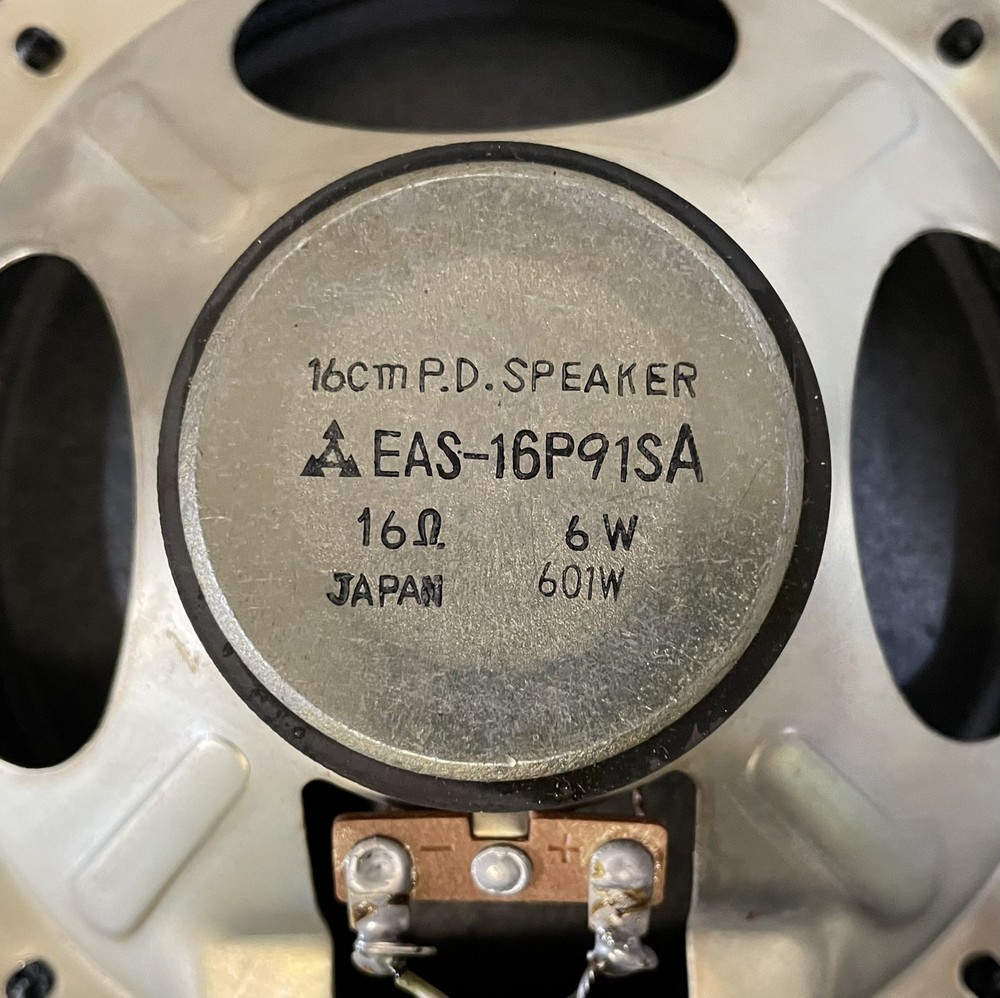 16cm P.D. SPEAKER
EAS-16P91SA
16Ω 6W
JAPAN 601W
- +